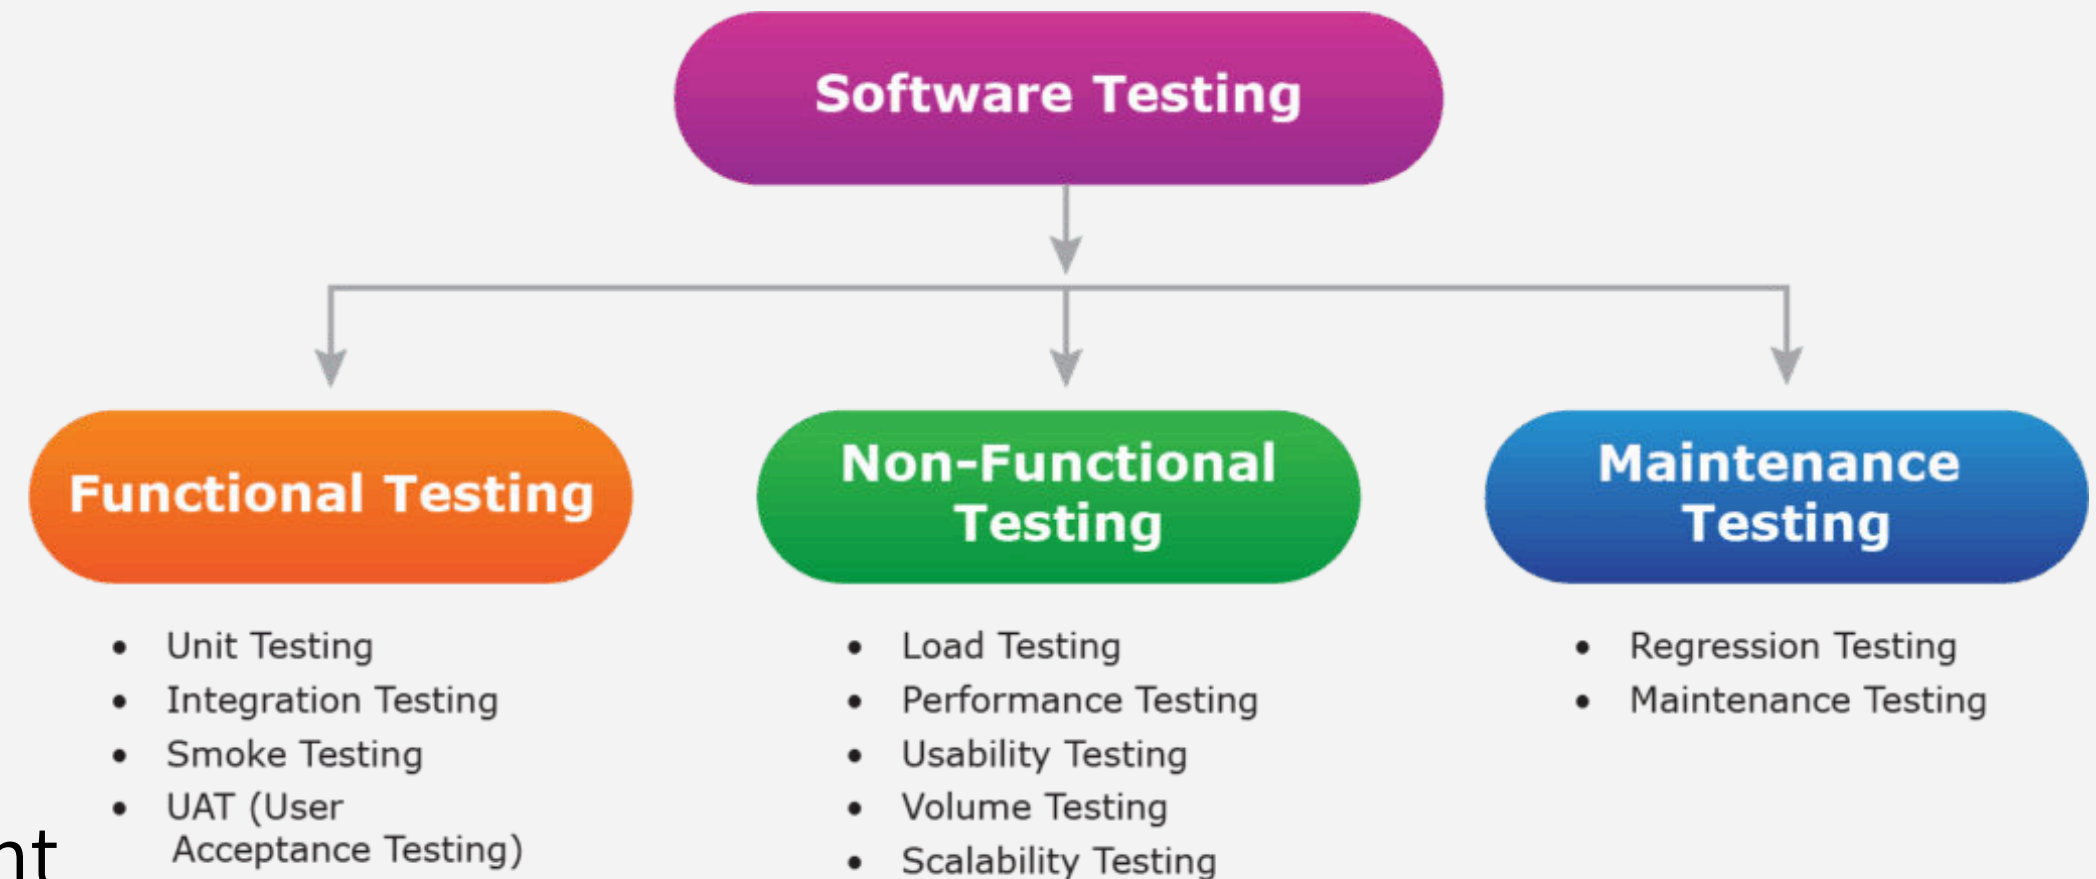 Software Testing
Functional Testing
Non-Functional
Testing
Maintenance
Testing
• Unit Testing
• Integration Testing
• Smoke Testing
• UAT (User
Acceptance Testing)
• Load Testing
• Performance Testing
• Usability Testing
• Volume Testing
• Scalability Testing
• Regression Testing
• Maintenance Testing